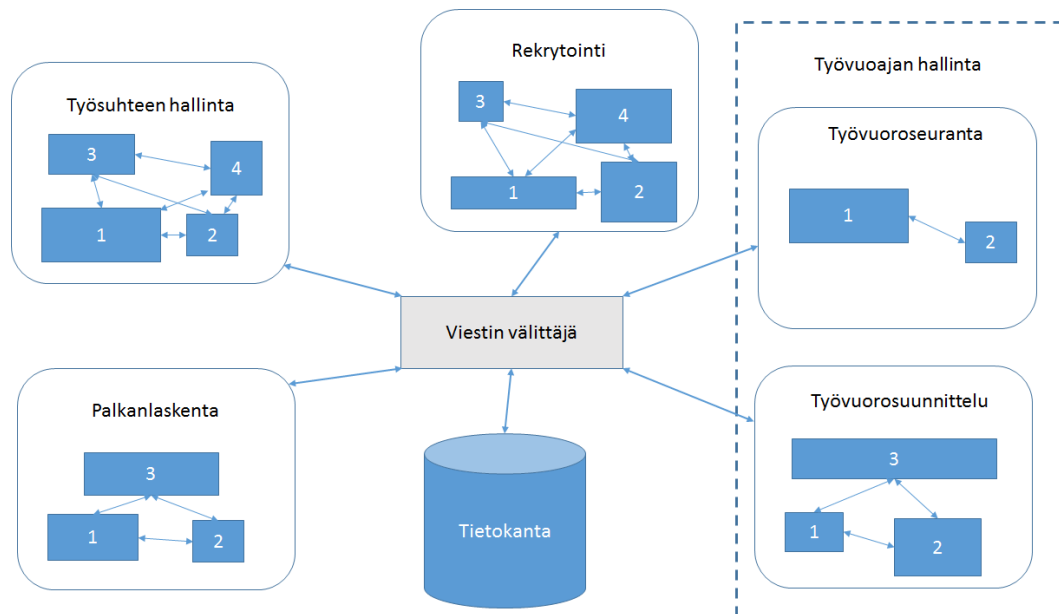 Työsuhteen hallinta
3
4
1
2
Rekrytointi
3
4
1
2
Työvuoajan hallinta
Työvuoroseuranta
1
2
Viestin välittäjä
Palkanlaskenta
3
1
2
Tietokanta
Työvuorosuunnittelu
3
1
2